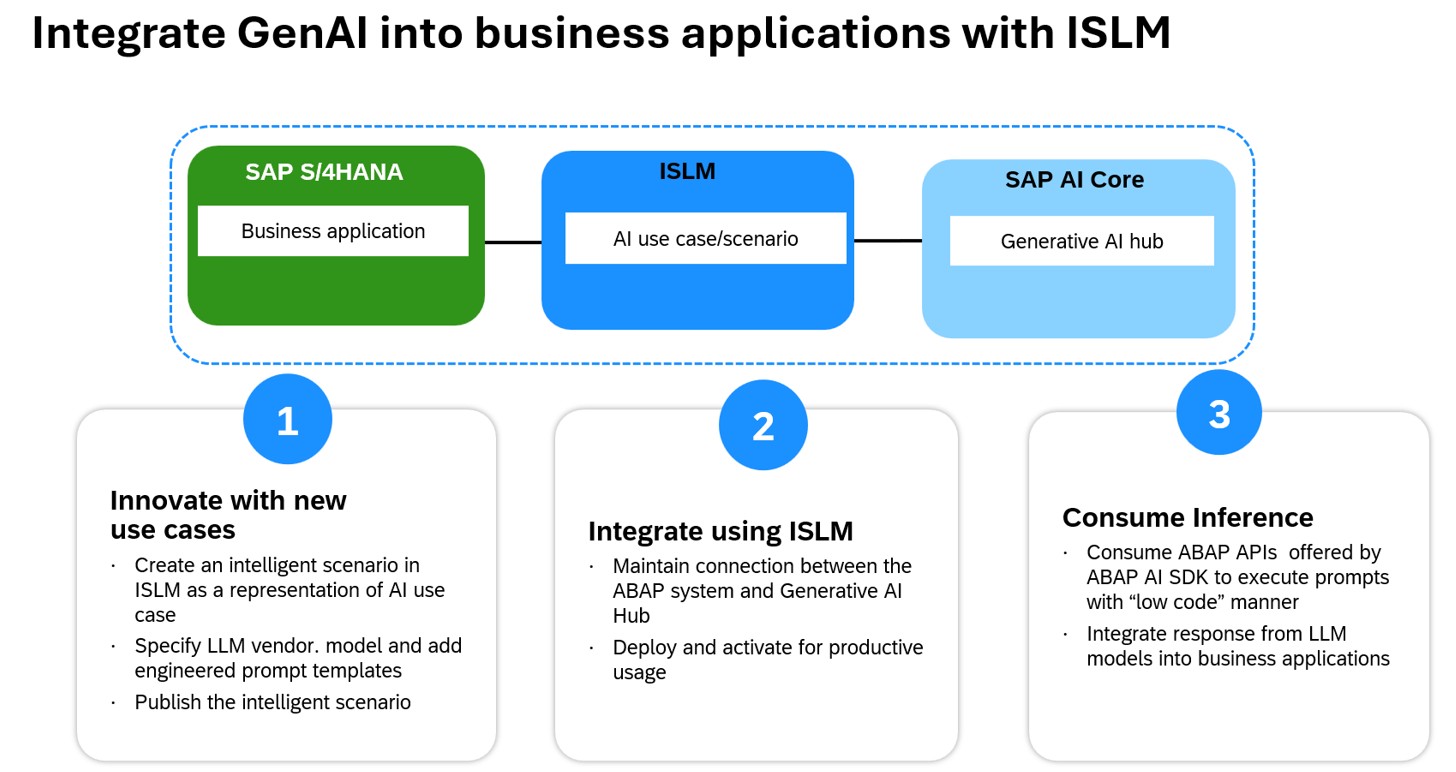 Integrate GenAI into business applications with ISLM
SAP S/4HANA
Business application
ISLM
AI use case/scenario
SAP AI Core
Generative AI hub
1
Innovate with new
use cases
· Create an intelligent scenario in
ISLM as a representation of AI use
case
· Specify LLM vendor. model and add
engineered prompt templates
· Publish the intelligent scenario
2
Integrate using ISLM
· Maintain connection between the
ABAP system and Generative AI
Hub
· Deploy and activate for productive
usage
3
Consume Inference
· Consume ABAP APIs  offered by
ABAP AI SDK to execute prompts
with “low code” manner
· Integrate response from LLM
models into business applications